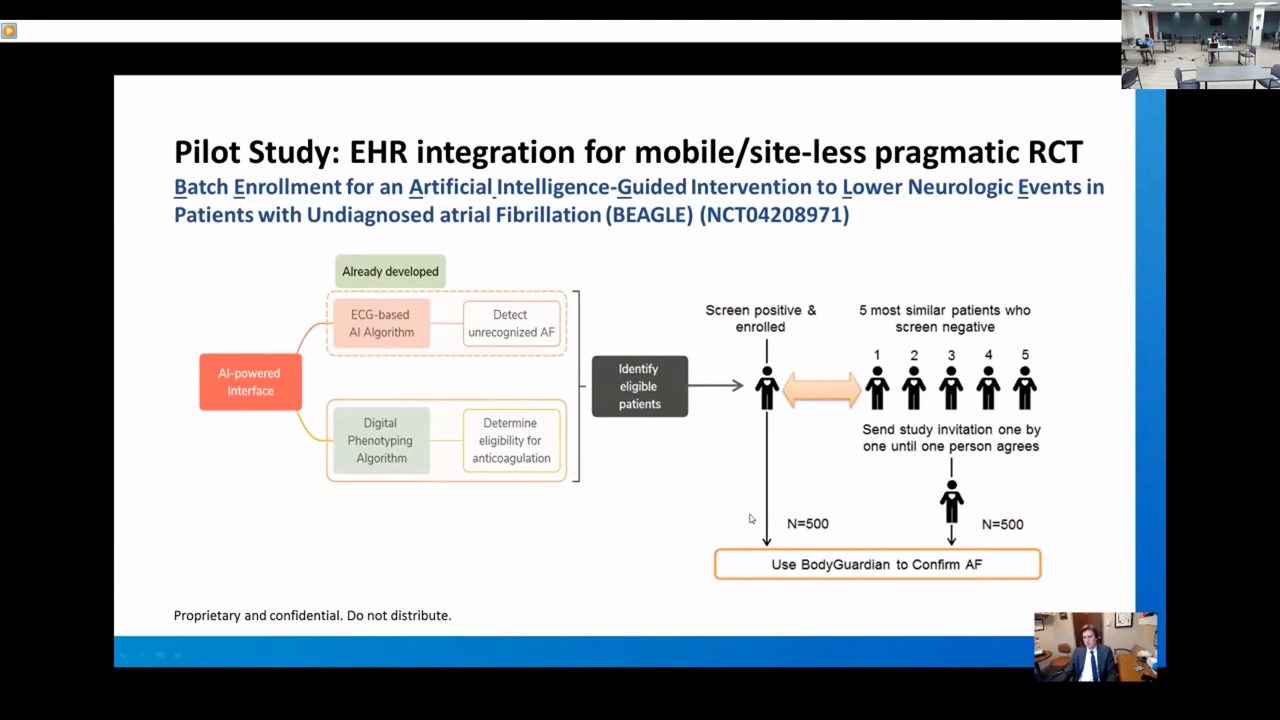 Pilot Study: EHR integration for mobile/site-less pragmatic RCT
Batch Enrollment for an Artificial Intelligence-Guided Intervention to Lower Neurologic Events in
Patients with Undiagnosed atrial Fibrillation (BEAGLE) (NCT04208971)
Already developed
ECG-based
AI Algorithm
Detect
unrecognized AF
AI-powered
Interface
Digital
Phenotyping
Algorithm
Determine
eligibility for
anticoagulation
Identify
eligible
patients
Screen positive &
enrolled
5 most similar patients who
screen negative
1 2 3 4 5
Send study invitation one by
one until one person agrees
N=500
N=500
Use BodyGuardian to Confirm AF
Proprietary and confidential. Do not distribute.